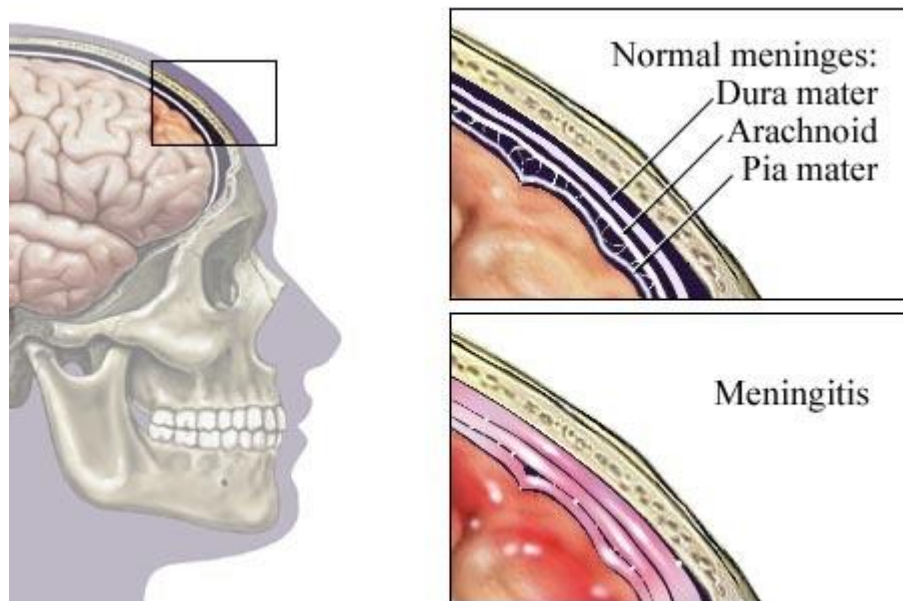 Normal meninges:
Dura mater
Arachnoid
Pia mater
Meningitis